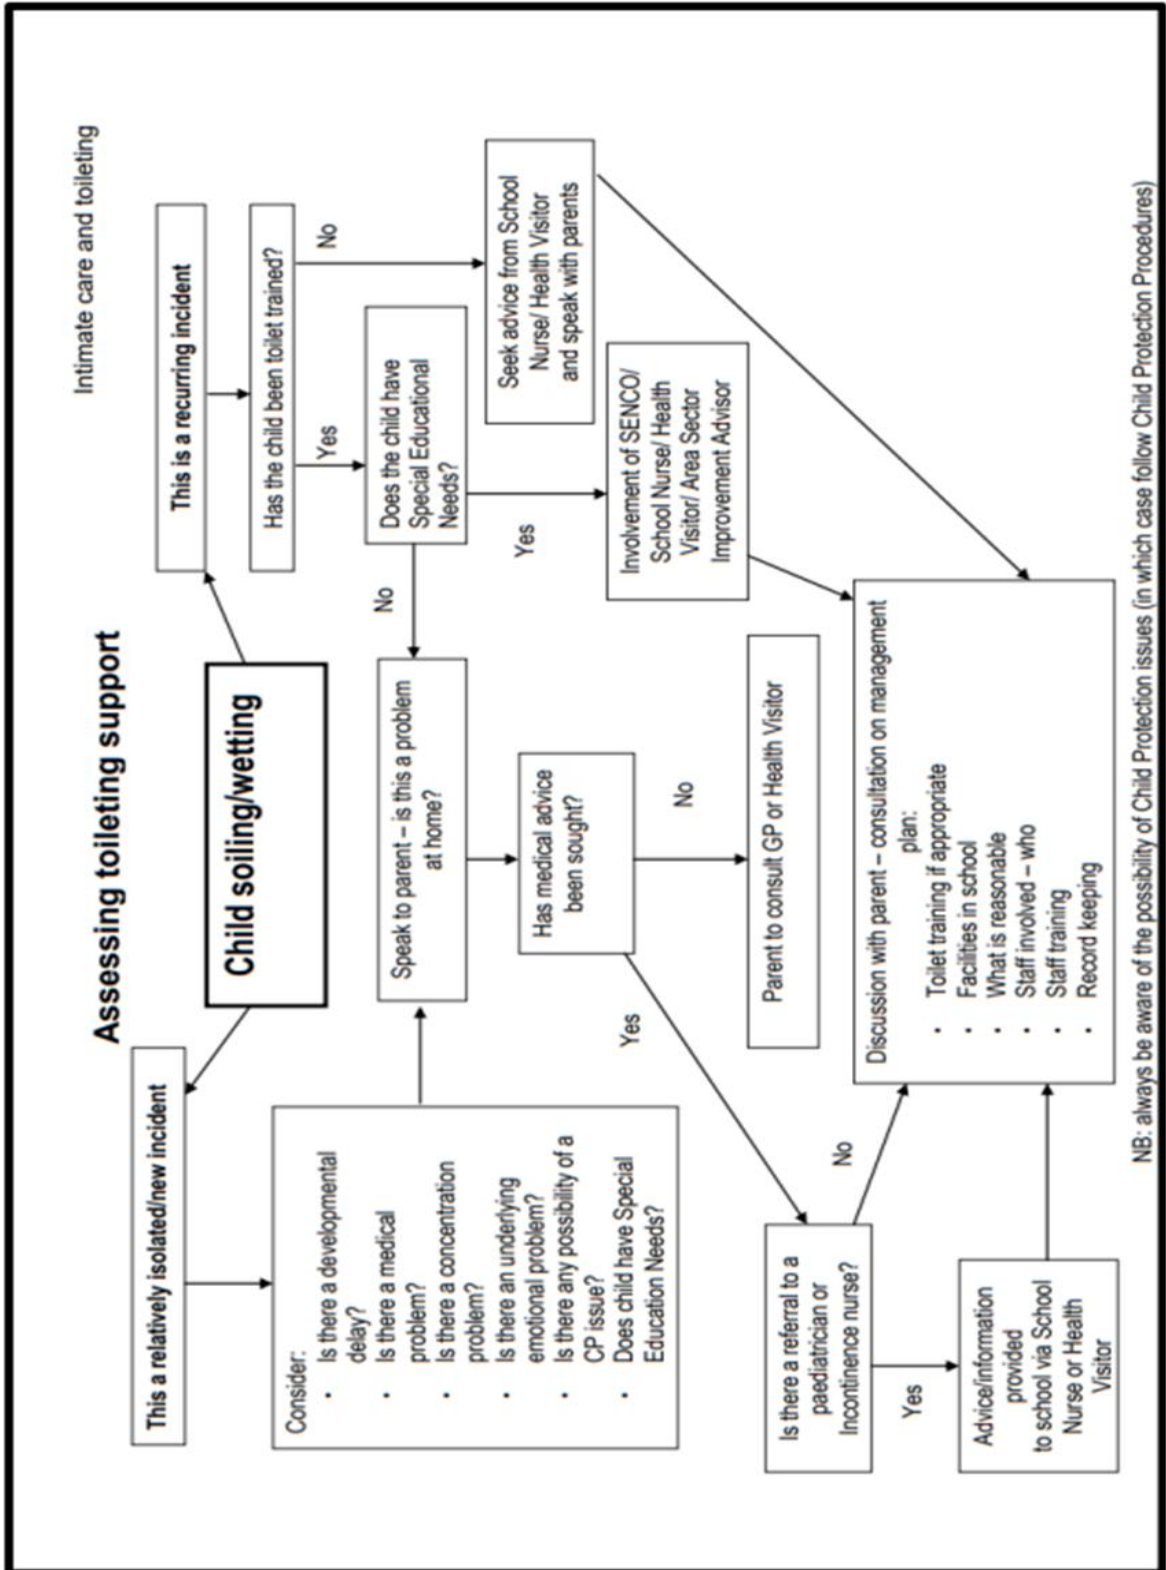 Intimate care and toileting
Assessing toileting support
This a relatively isolated/new incident
Child soiling/wetting
This is a recurring incident
Has the child been toilet trained?
Yes
No
Consider:
• Is there a developmental
delay?
• Is there a medical
problem?
• Is there a concentration
problem?
• Is there an underlying
emotional problem?
• Is there any possibility of a
CP issue?
• Does child have Special
Education Needs?
Speak to parent – is this a problem
at home?
No
Does the child have
Special Educational
Needs?
Yes
Seek advice from School
Nurse/ Health Visitor
and speak with parents
Has medical advice
been sought?
Yes
No
Involvement of SENCO/
School Nurse/ Health
Visitor/ Area Sector
Improvement Advisor
Parent to consult GP or Health Visitor
Is there a referral to a
paediatrician or
Incontinence nurse?
No
Yes
Discussion with parent – consultation on management
plan:
• Toilet training if appropriate
• Facilities in school
• What is reasonable
• Staff involved – who
• Staff training
• Record keeping
Advice/information
provided
to school via School
Nurse or Health
Visitor
NB: always be aware of the possibility of Child Protection issues (in which case follow Child Protection Procedures)